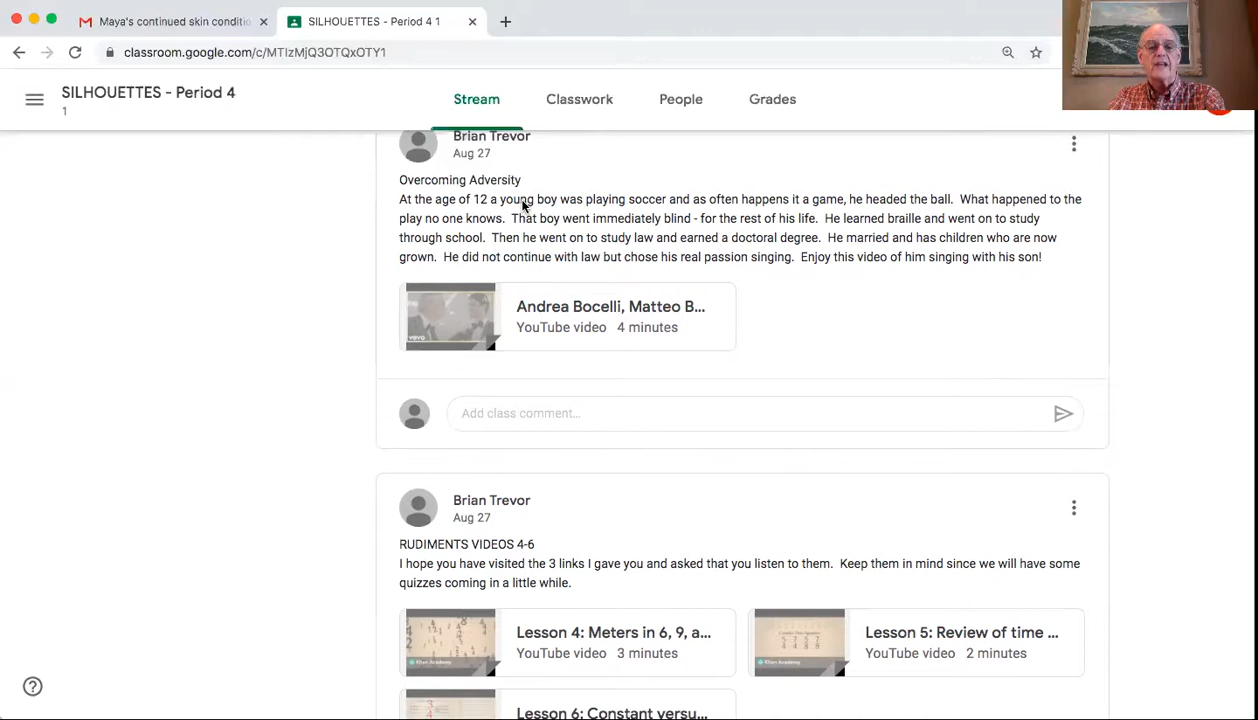 Maya's continued skin conditio
SILHOUETTES - Period 4 1
classroom.google.com/c/MTIzMjQ3OTQxOTY1
SILHOUETTES - Period 4
1
Stream
Classwork
People
Grades
Brian Trevor
Aug 27
Overcoming Adversity
At the age of 12 a young boy was playing soccer and as often happens it a game, he headed the ball. What happened to the
play no one knows. That boy went immediately blind - for the rest of his life. He learned braille and went on to study
through school. Then he went on to study law and earned a doctoral degree. He married and has children who are now
grown. He did not continue with law but chose his real passion singing. Enjoy this video of him singing with his son!
vevo
Andrea Bocelli, Matteo B...
YouTube video 4 minutes
Add class comment...
Brian Trevor
Aug 27
RUDIMENTS VIDEOS 4-6
I hope you have visited the 3 links I gave you and asked that you listen to them. Keep them in mind since we will have some
quizzes coming in a little while.
Lesson 4: Meters in 6, 9, a...
YouTube video 3 minutes
Khan Academy
Lesson 5: Review of time ...
YouTube video 2 minutes
Khan Academy
Lesson 6: Constant versu...